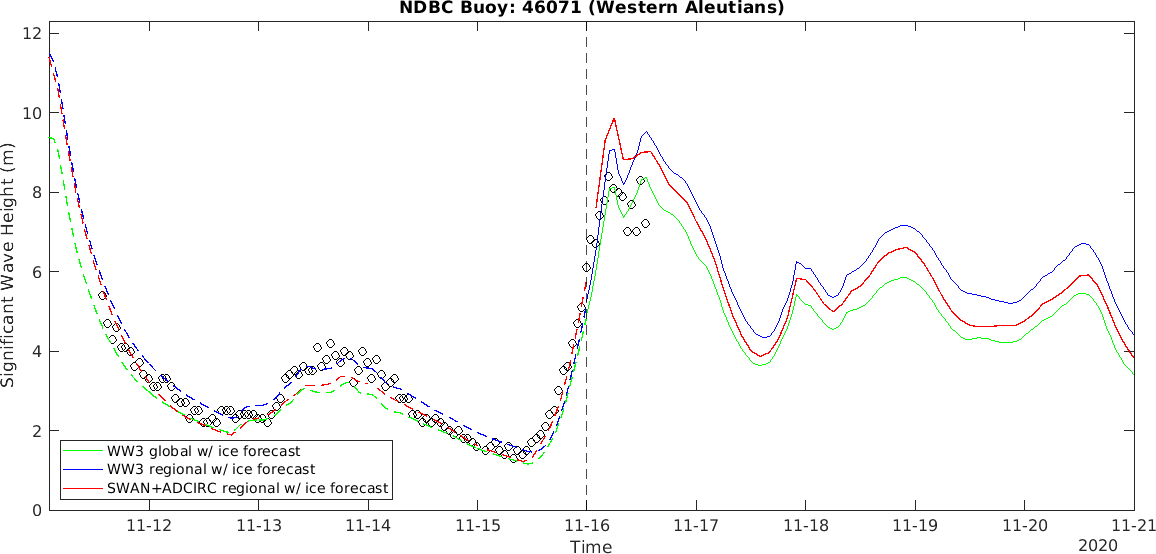 NDBC Buoy: 46071 (Western Aleutians)
Significant Wave Height (m)
12
10
8
6
4
2
0
WW3 global w/ ice forecast
WW3 regional w/ ice forecast
SWAN+ADCIRC regional w/ ice forecast
11-12 11-13 11-14 11-15 11-16 11-17 11-18 11-19 11-20 11-21
Time
2020